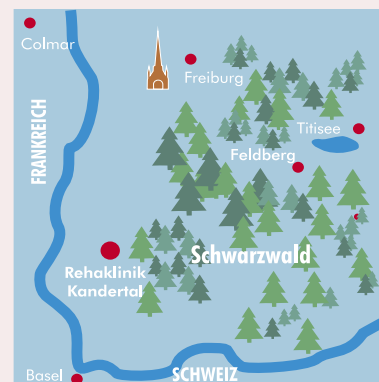 Colmar
Freiburg
Titisee
FRANKREICH
Feldberg
Schwarzwald
Rehaklinik
Kandertal
Basel
SCHWEIZ